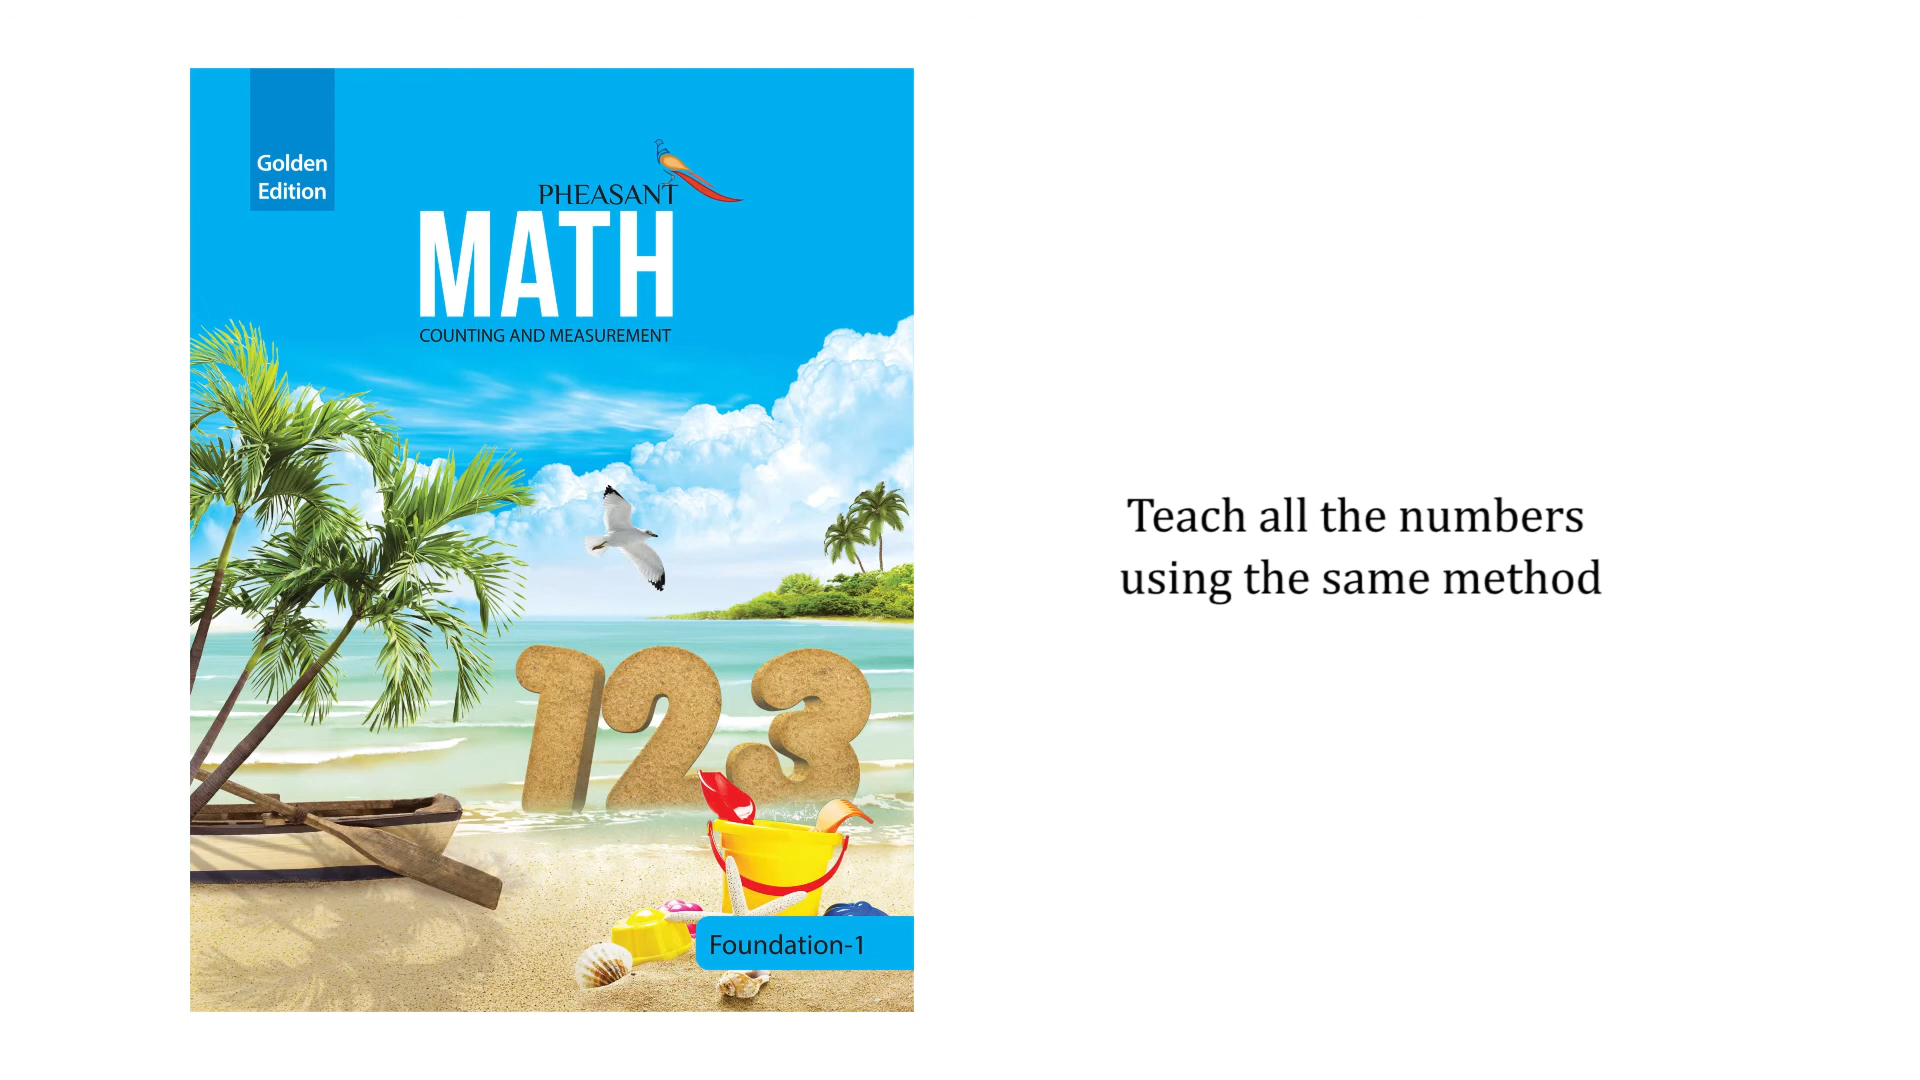 Golden
Edition
PHEASANT
MATH
COUNTING AND MEASUREMENT
123
Foundation-1
Teach all the numbers
using the same method